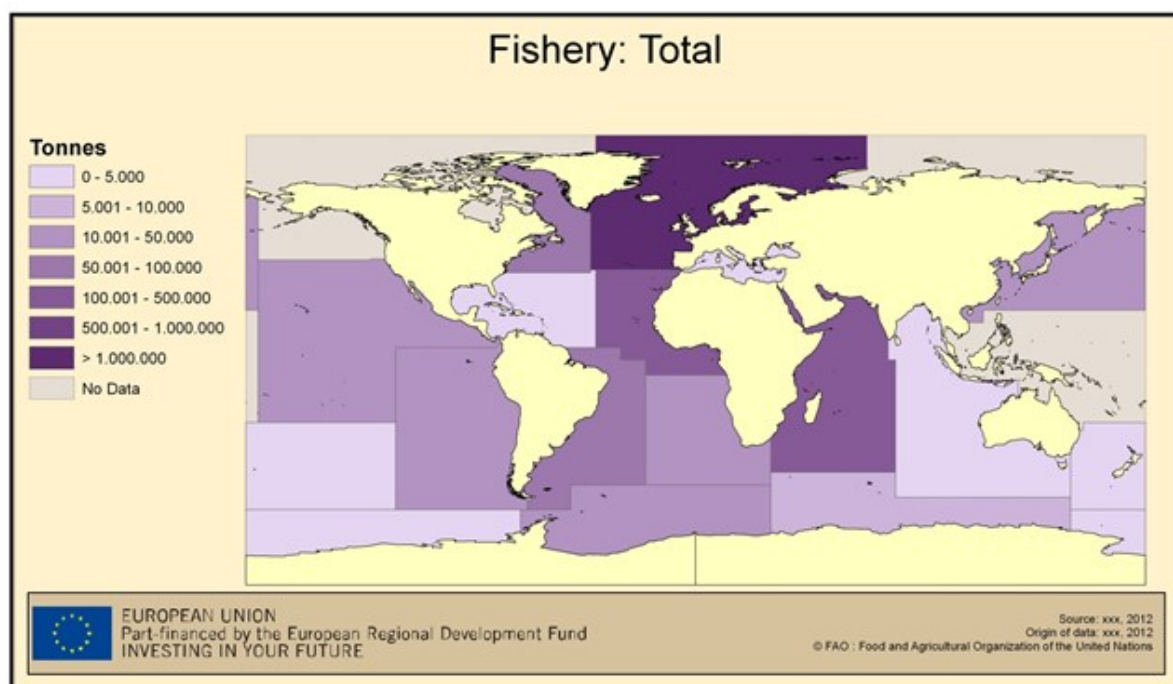 Fishery: Total
Tonnes
0 - 5.000
5.001 - 10.000
10.001 - 50.000
50.001 - 100.000
100.001 - 500.000
500.001 - 1.000.000
> 1.000.000
No Data
EUROPEAN UNION
Part-financed by the European Regional Development Fund
INVESTING IN YOUR FUTURE
Source: xxx, 2012
Origin of data: xxx, 2012
© FAO : Food and Agricultural Organization of the United Nations